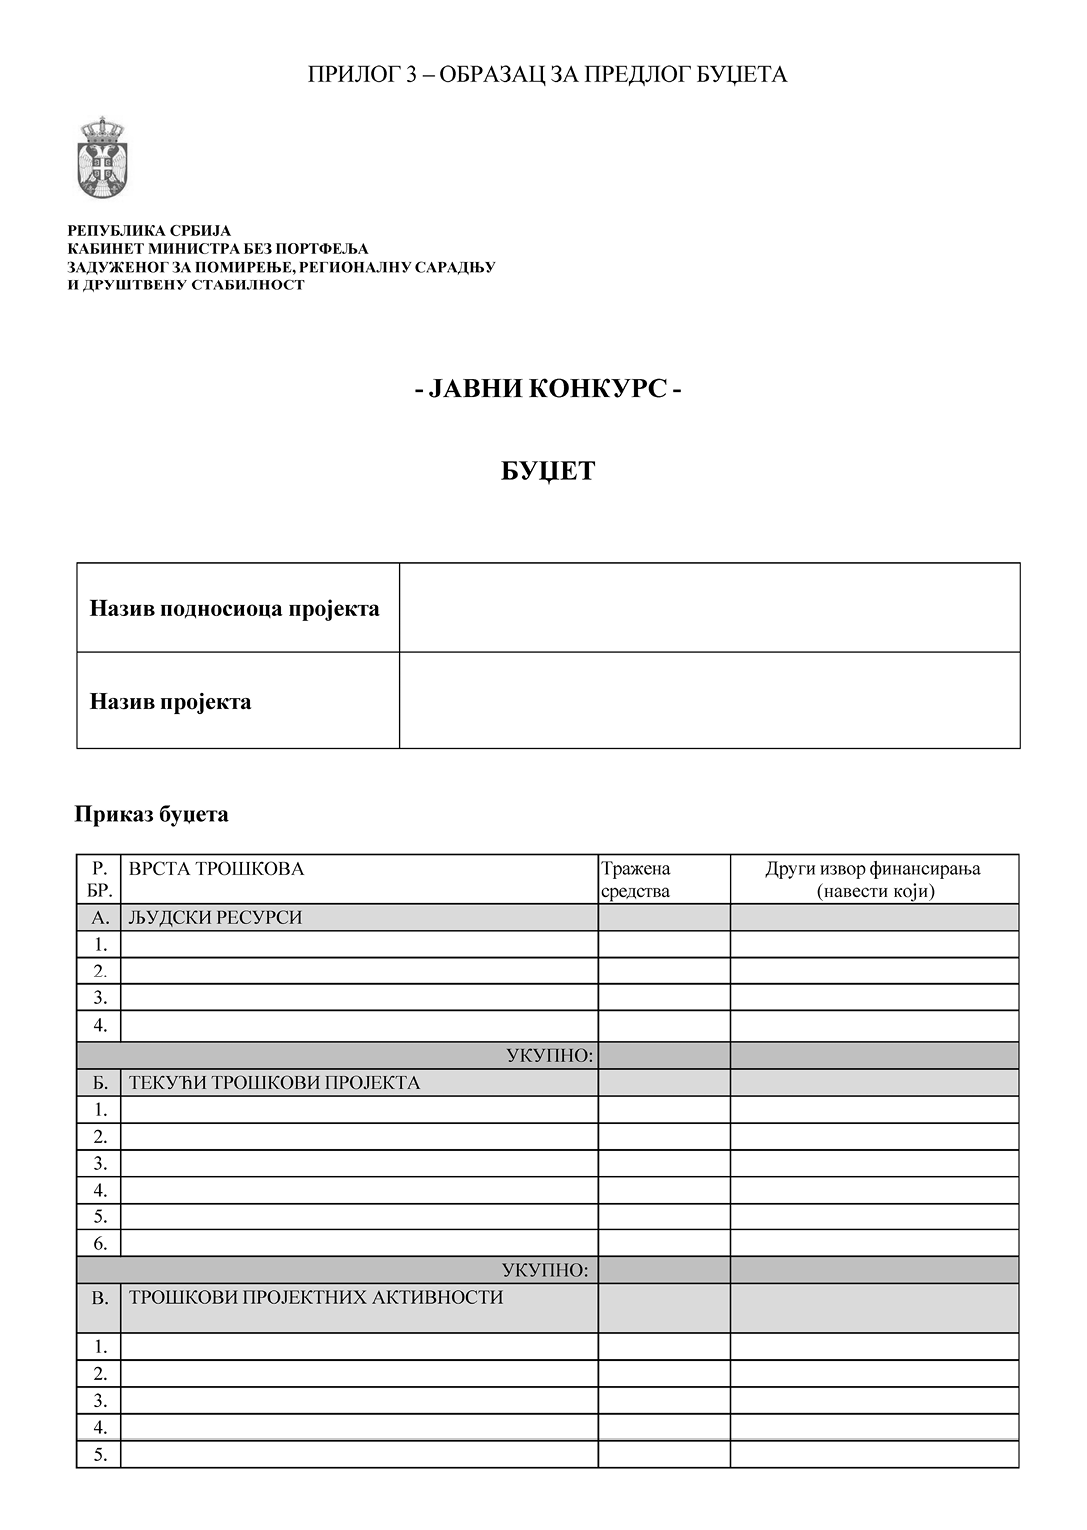 ПРИЛОГ 3 – ОБРАЗАЦ ЗА ПРЕДЛОГ БУЏЕТА
РЕПУБЛИКА СРБИЈА
КАБИНЕТ МИНИСТРА БЕЗ ПОРТФЕЉА
ЗАДУЖЕНОГ ЗА ПОМИРЕЊЕ, РЕГИОНАЛНУ САРАДЊУ
И ДРУШТВЕНУ СТАБИЛНОСТ
- ЈАВНИ КОНКУРС -
БУЏЕТ
Назив подносиоца пројекта
Назив пројекта
Приказ буџета
Р. БР. ВРСТА ТРОШКОВА Тражена средства Други извор финансирања (навести који)
А. ЉУДСКИ РЕСУРСИ
1.
2.
3.
4.
УКУПНО:
Б. ТЕКУЋИ ТРОШКОВИ ПРОЈЕКТА
1.
2.
3.
4.
5.
6.
УКУПНО:
В. ТРОШКОВИ ПРОЈЕКТНИХ АКТИВНОСТИ
1.
2.
3.
4.
5.